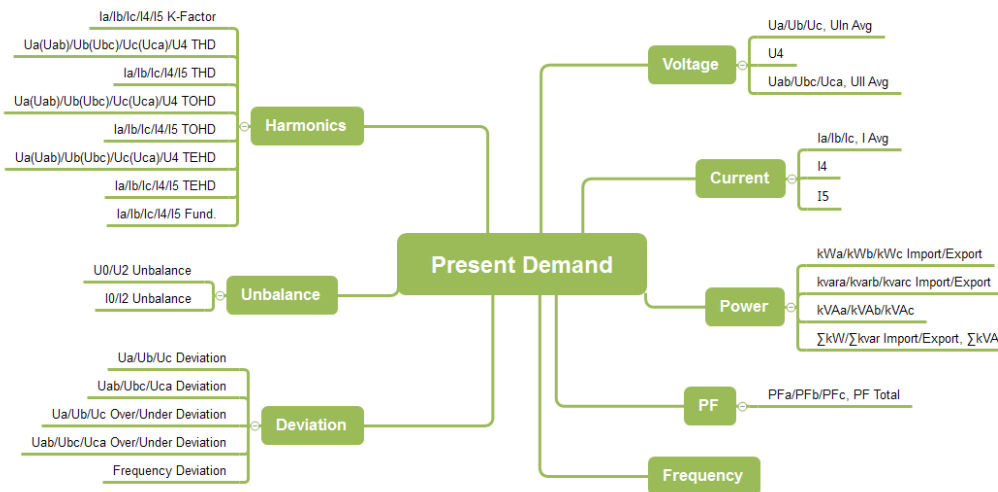 Present Demand
Harmonics
Ia/Ib/Ic/I4/I5 K-Factor
Ua(Uab)/Ub(Ubc)/Uc(Uca)/U4 THD
Ia/Ib/Ic/I4/I5 THD
Ua(Uab)/Ub(Ubc)/Uc(Uca)/U4 TOHD
Ia/Ib/Ic/I4/I5 TOHD
Ua(Uab)/Ub(Ubc)/Uc(Uca)/U4 TEHD
Ia/Ib/Ic/I4/I5 TEHD
Ia/Ib/Ic/I4/I5 Fund.
Unbalance
U0/U2 Unbalance
I0/I2 Unbalance
Deviation
Ua/Ub/Uc Deviation
Uab/Ubc/Uca Deviation
Ua/Ub/Uc Over/Under Deviation
Uab/Ubc/Uca Over/Under Deviation
Frequency Deviation
Voltage
Ua/Ub/Uc, Uln Avg
U4
Uab/Ubc/Uca, Ull Avg
Current
Ia/Ib/Ic, I Avg
I4
I5
Power
kWa/kWb/kWc Import/Export
kvara/kvarb/kvarc Import/Export
kVAa/kVAb/kVAc
∑kW/∑kvar Import/Export, ∑kVA
PF
PFa/PFb/PFc, PF Total
Frequency